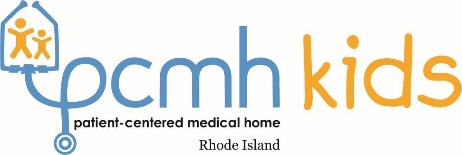 pcmh kids
patient-centered medical home
Rhode Island